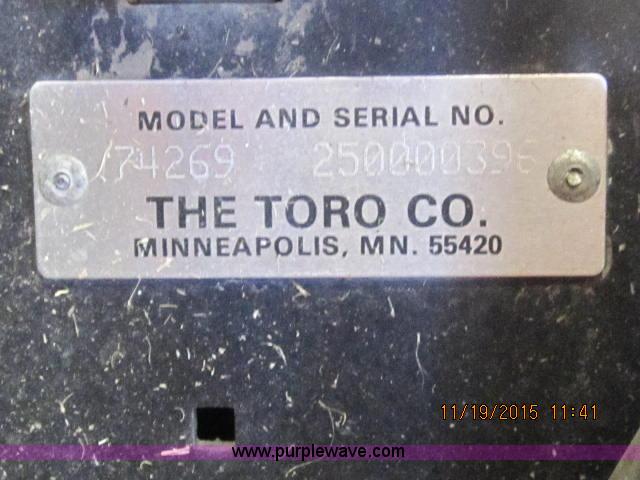 MODEL AND SERIAL NO.
74269 250000396
THE TORO CO.
MINNEAPOLIS, MN. 55420
11/19/2015 11:41
www.purplewave.com